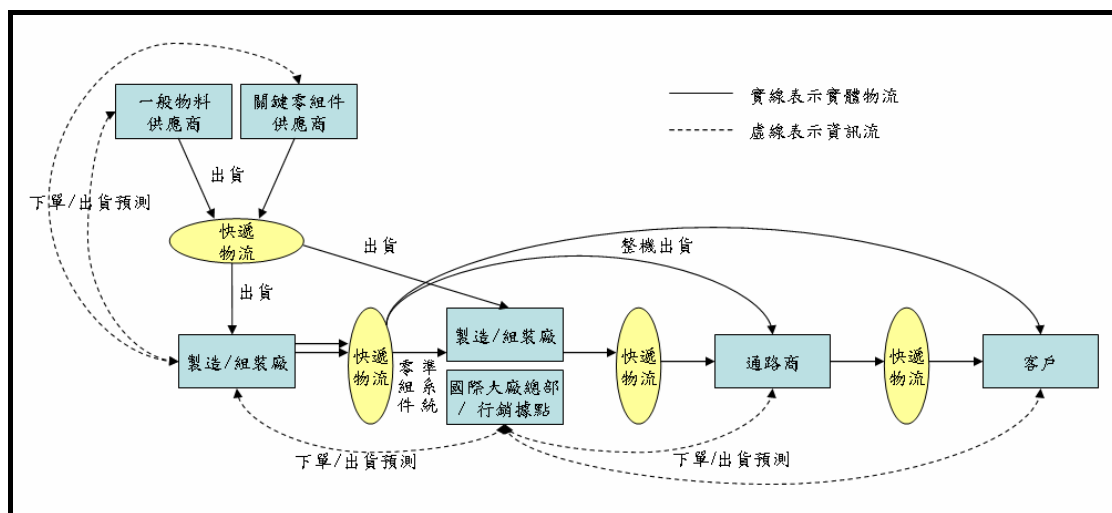 一般物料
供應商
關鍵零組件
供應商
實線表示實體物流
虛線表示資訊流
出貨
下單/出貨預測
快遞
物流
出貨
整機出貨
出貨
製造/組裝廠
快遞
物流
零組件
準系統
製造/組裝廠
國際大廠總部
/ 行銷據點
快遞
物流
通路商
快遞
物流
客戶
下單/出貨預測
下單/出貨預測